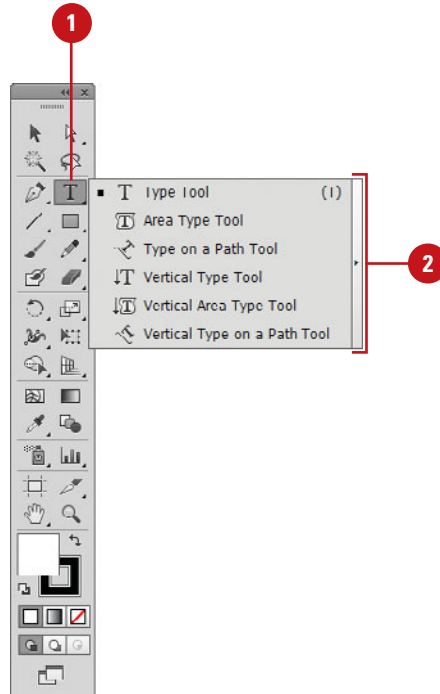 1
T
T Type Tool (T)
Area Type Tool
Type on a Path Tool
Vertical Type Tool
Vertical Area Type Tool
Vertical Type on a Path Tool
2